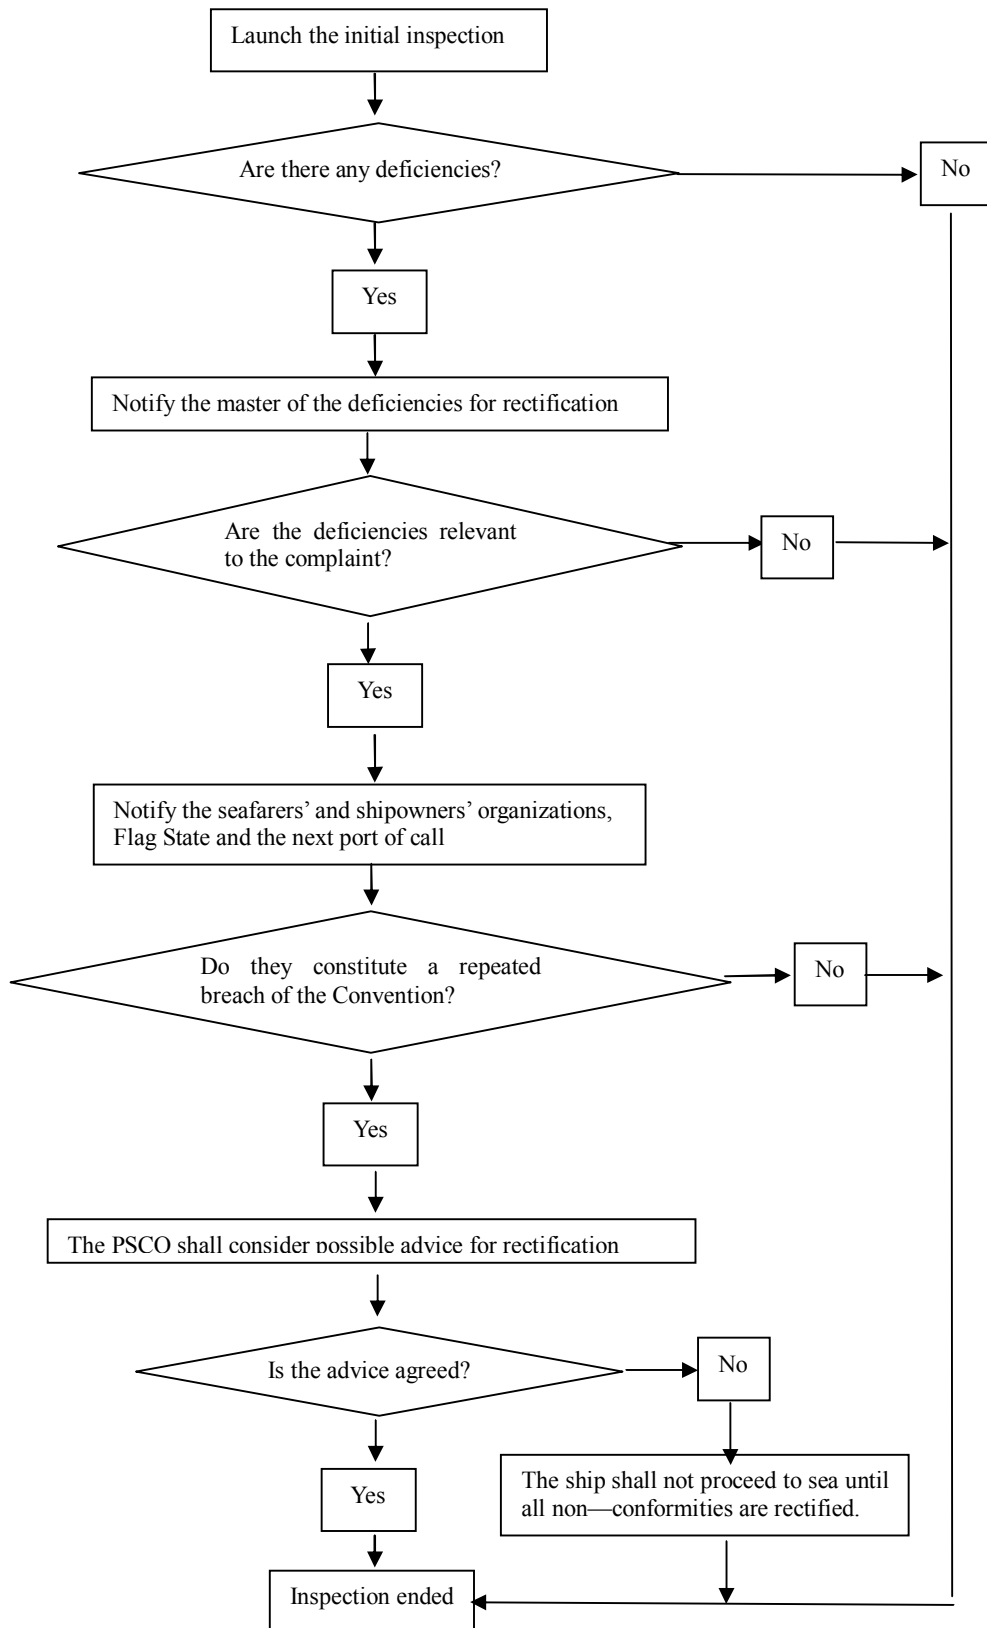 Launch the initial inspection
Are there any deficiencies?
No
Yes
Notify the master of the deficiencies for rectification
Are the deficiencies relevant
to the complaint?
No
Yes
Notify the seafarers’ and shipowners’ organizations,
Flag State and the next port of call
Do they constitute a repeated
breach of the Convention?
No
Yes
The PSCO shall consider possible advice for rectification
Is the advice agreed?
No
Yes
The ship shall not proceed to sea until
all non—conformities are rectified.
Inspection ended